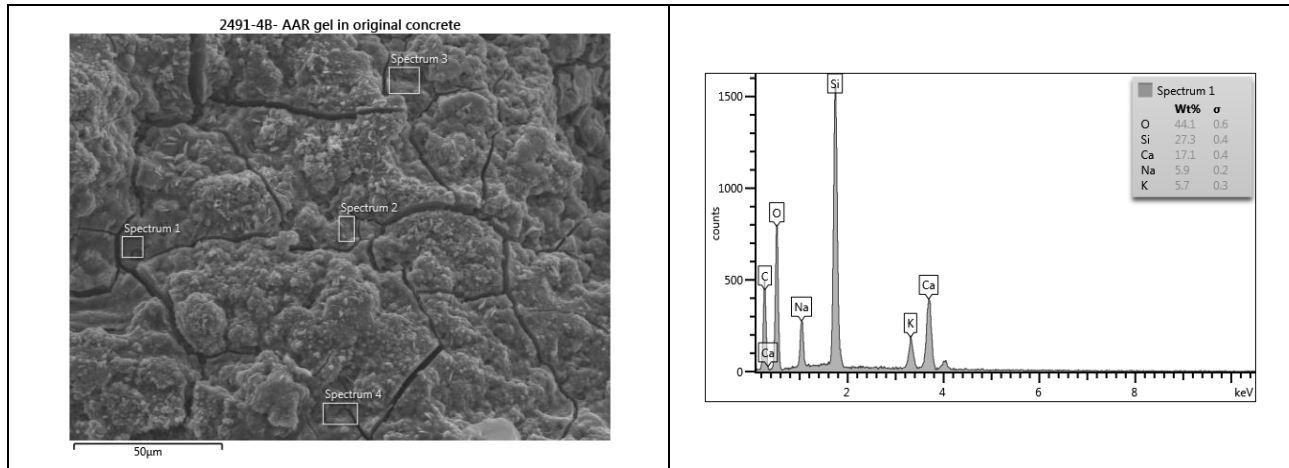 2491-4B- AAR gel in original concrete
Spectrum 3
Spectrum 2
Spectrum 1
Spectrum 4
50µm
1500
1000
500
0
counts
C
Ca
O
Na
Si
K
Ca
2
4
6
8
keV
Spectrum 1
Wt% σ
O 44.1 0.6
Si 27.3 0.4
Ca 17.1 0.4
Na 5.9 0.2
K 5.7 0.3